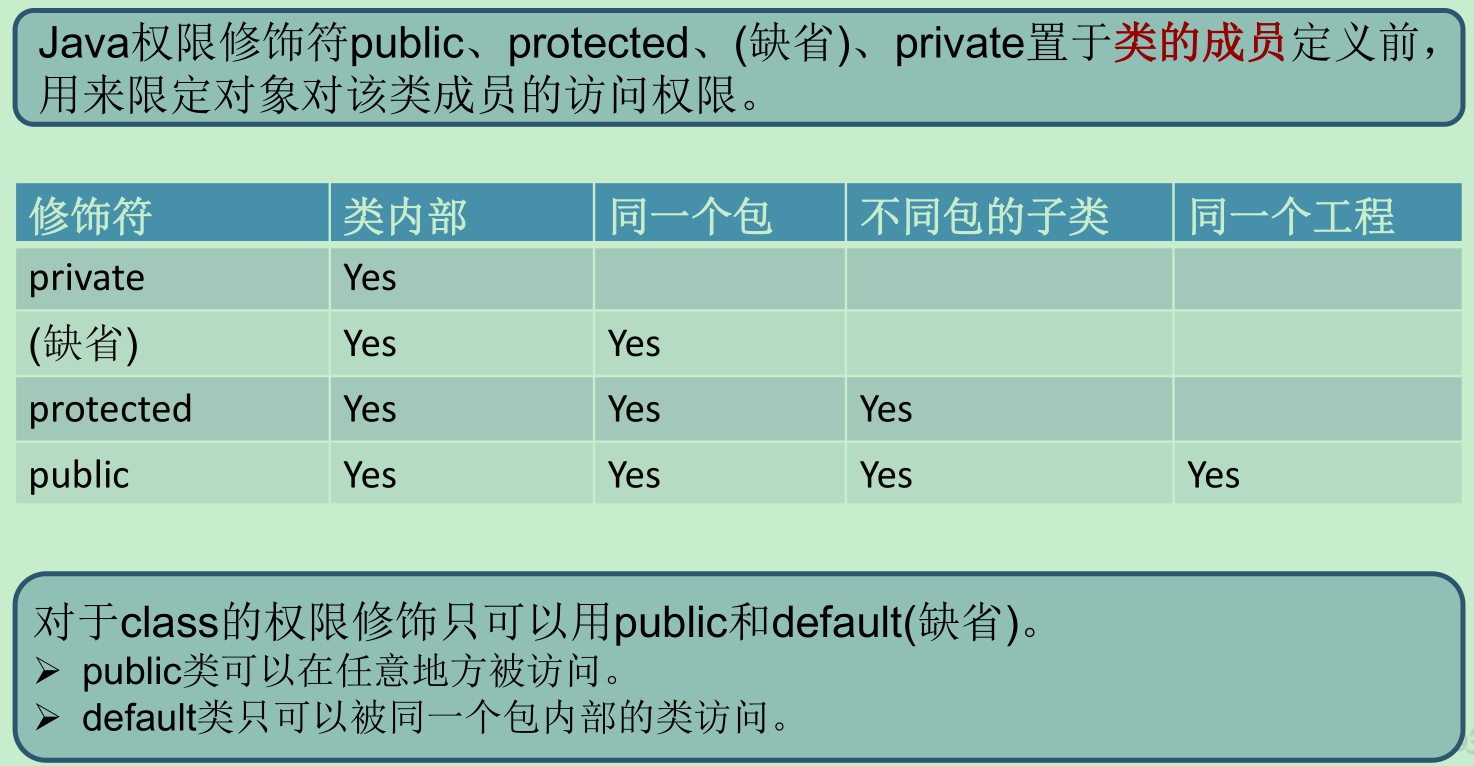 Java权限修饰符public、protected、(缺省)、private置于类的成员定义前，
用来限定对象对该类成员的访问权限。
修饰符 类内部 同一个包 不同包的子类 同一个工程
private Yes
(缺省) Yes Yes
protected Yes Yes Yes
public Yes Yes Yes Yes
对于class的权限修饰只可以用public和default(缺省)。
➢ public类可以在任意地方被访问。
➢ default类只可以被同一个包内部的类访问。